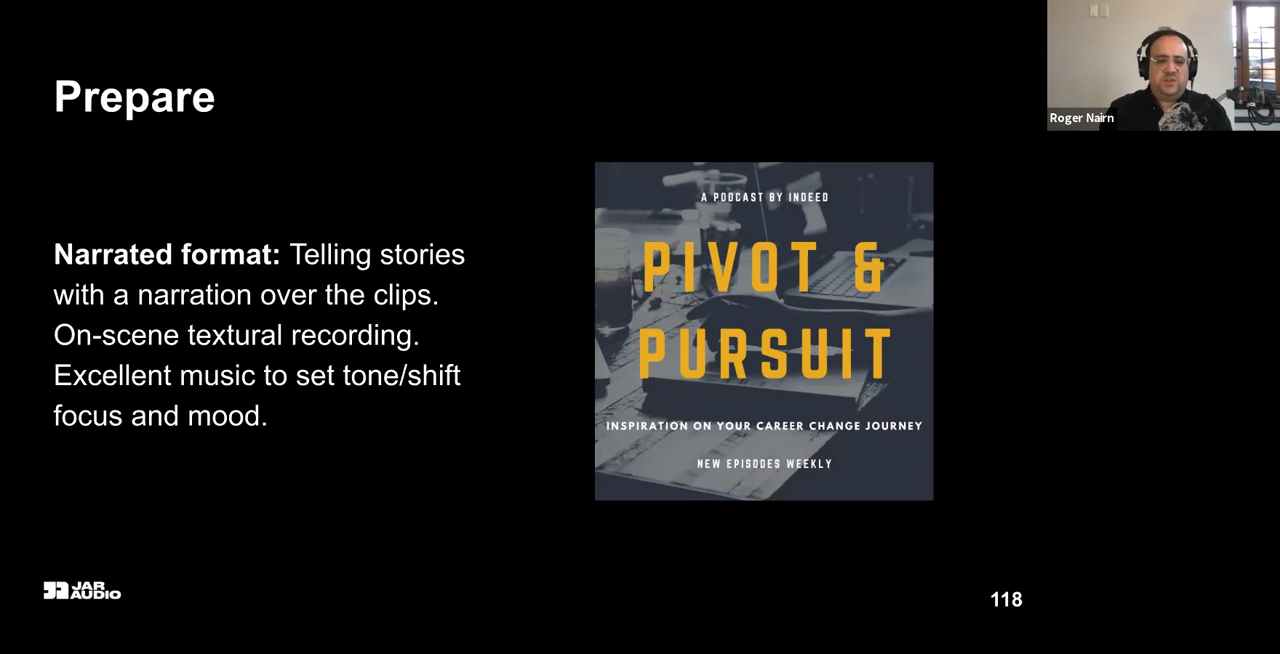 Prepare
Roger Nairn
Narrated format: Telling stories
with a narration over the clips.
On-scene textural recording.
Excellent music to set tone/shift
focus and mood.
A PODCAST BY INDEED
PIVOT &
PURSUIT
INSPIRATION ON YOUR CAREER CHANGE JOURNEY
NEW EPISODES WEEKLY
JAR
AUDIO
118